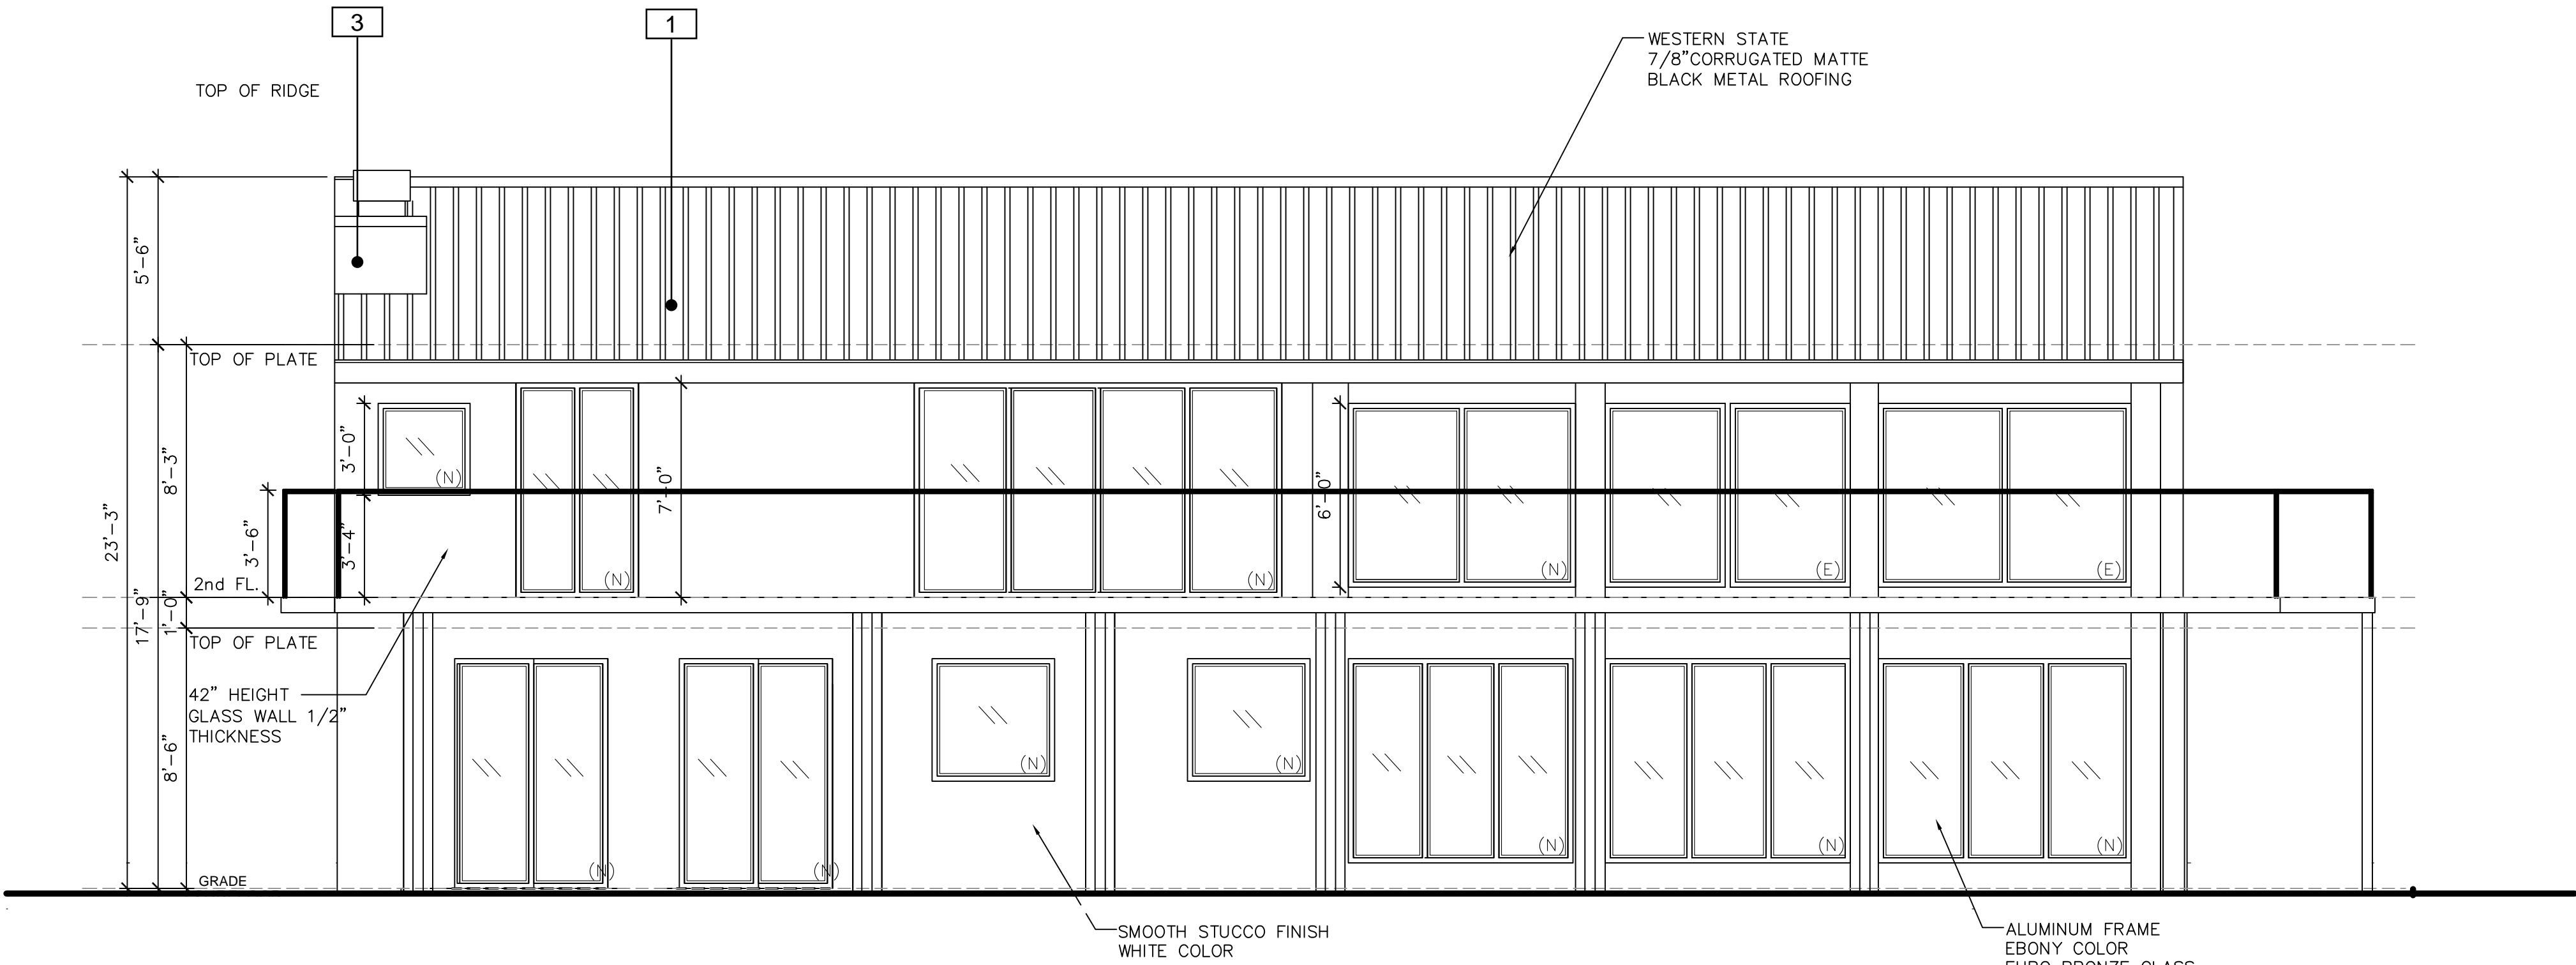 3
1
WESTERN STATE
7/8"CORRUGATED MATTE
BLACK METAL ROOFING
TOP OF RIDGE
5'-6"
TOP OF PLATE
3'-0"
8'-3"
(N)
7'-0"
6'-0"
23'-3"
3'-6"
3'-4"
(N)
(N)
(N)
(E)
(E)
2nd FL.
17'-9"
1'-0"
TOP OF PLATE
42" HEIGHT
GLASS WALL 1/2"
THICKNESS
8'-6"
(N)
(N)
(N)
(N)
(N)
(N)
(N)
GRADE
SMOOTH STUCCO FINISH
WHITE COLOR
ALUMINUM FRAME
EBONY COLOR
EURO BRONZE GLASS